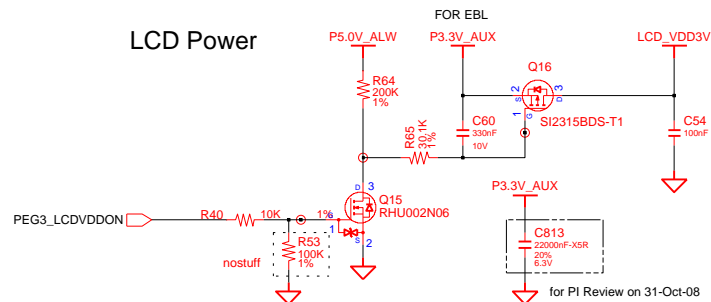 FOR EBL
LCD Power
P5.0V_ALW
P3.3V_AUX
LCD_VDD3V
Q16
2
3
S
D
1
G
SI2315BDS-T1
R64
200K
1%
R65
30.1K
1%
C60
330nF
10V
C54
100nF
D
3
Q15
RHU002N06
PEG3_LCDVDDON
R40
10K
1%
G
1
S
2
R53
100K
1%
nostuff
P3.3V_AUX
C813
22000nF-X5R
20%
6.3V
for PI Review on 31-Oct-08